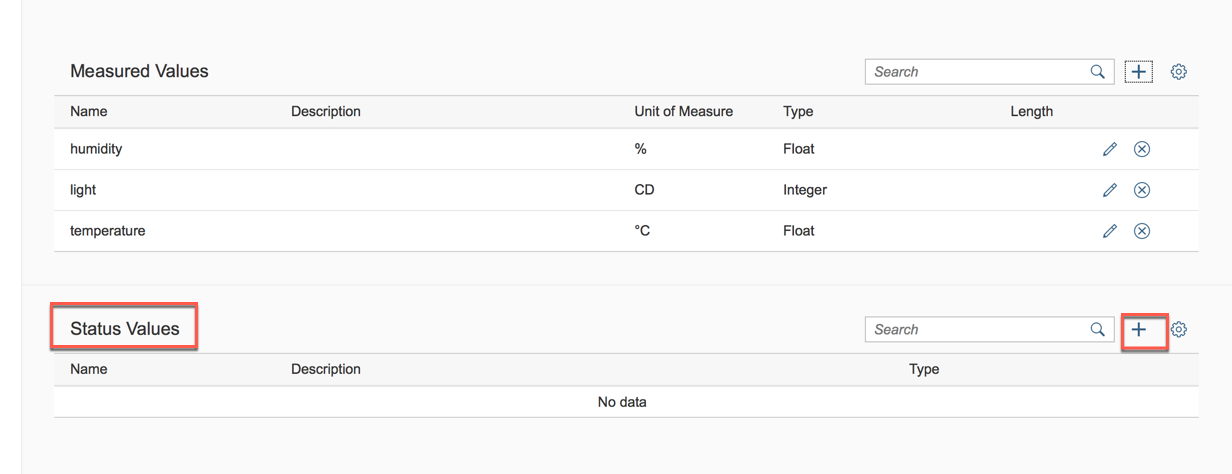 Measured Values
Search
Name Description Unit of Measure Type Length
humidity % Float
light CD Integer
temperature °C Float
Status Values
Search
Name Description Type
No data